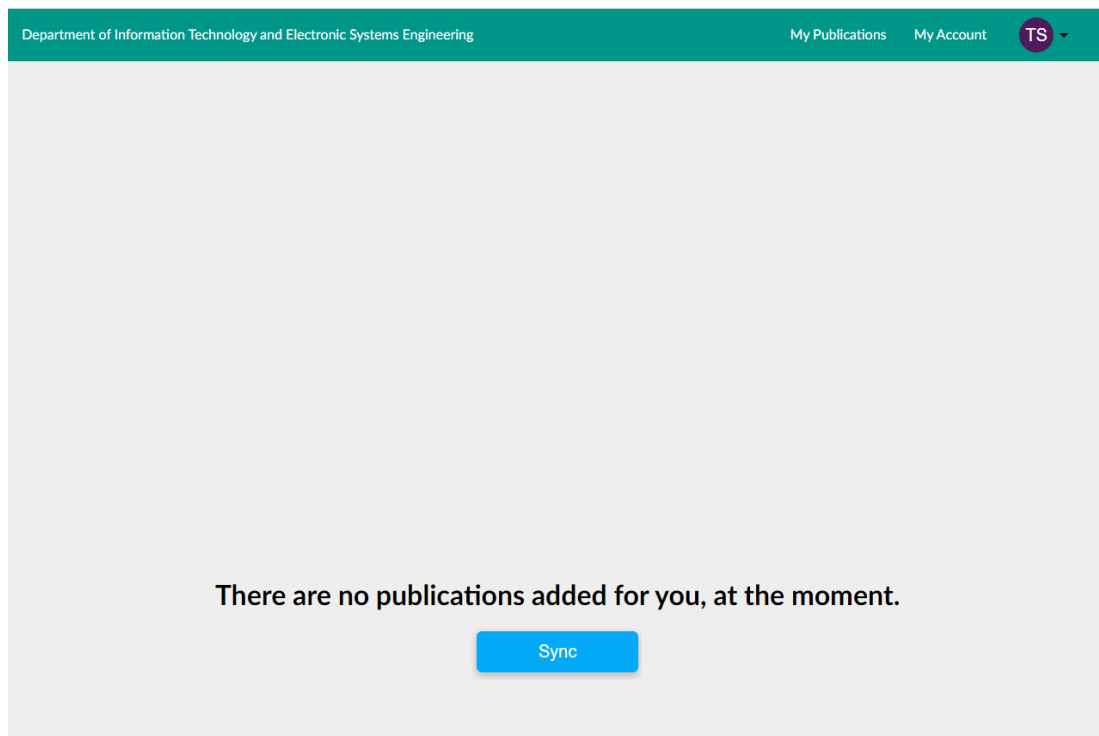 Department of Information Technology and Electronic Systems Engineering My Publications My Account TS
There are no publications added for you, at the moment.
Sync